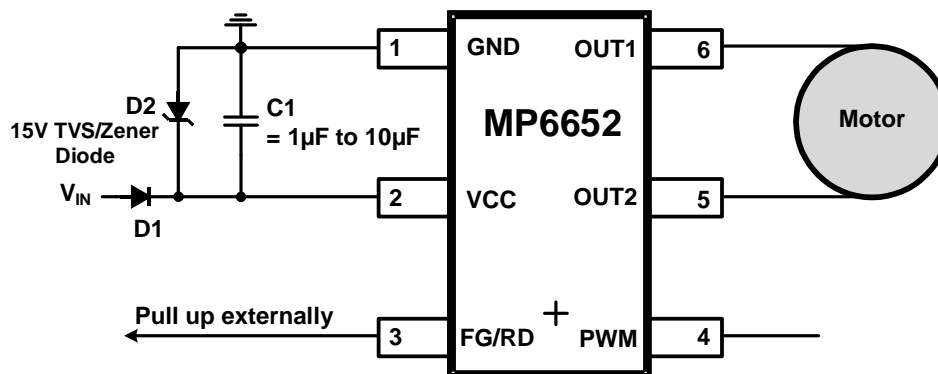 1
GND
OUT1
6
D2
15V TVS/Zener
Diode
C1
= 1µF to 10µF
MP6652
Motor
VIN
D1
2
VCC
OUT2
5
Pull up externally
3
FG/RD
PWM
4